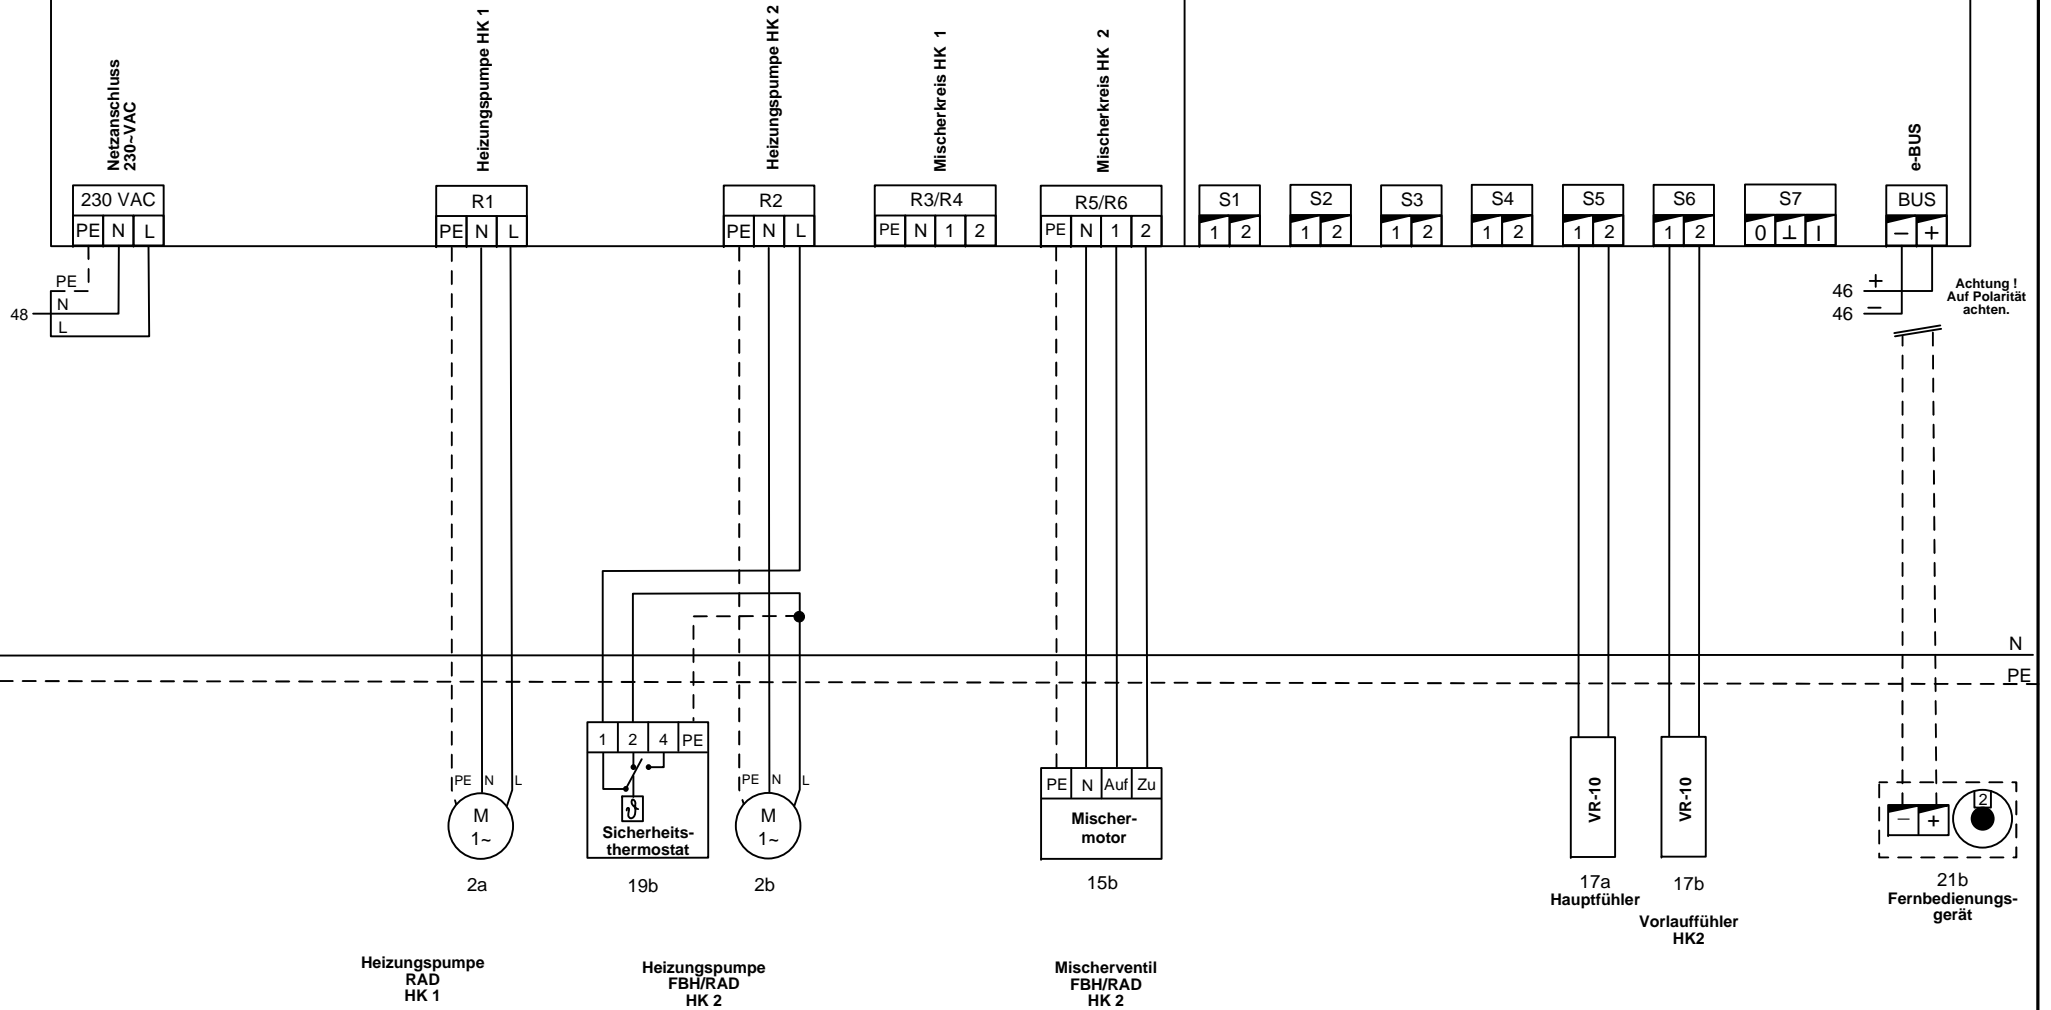 Netzanschluss
230~VAC
Heizungspumpe HK 1
Heizungspumpe HK 2
Mischerkreis HK 1
Mischerkreis HK 2
e-BUS
230 VAC
R1
R2
R3/R4
R5/R6
S1
S2
S3
S4
S5
S6
S7
BUS
PE N L
PE N L
PE N L
PE N 1 2
PE N 1 2
1 2
1 2
1 2
1 2
1 2
1 2
0 ⊥ I
− +
PE
N
48
L
46 +
46 −
Achtung !
Auf Polarität
achten.
N
PE
1 2 4 PE
ϑ
Sicherheits-
thermostat
19b
PE N L
M
1~
2a
PE N L
M
1~
2b
PE N Auf Zu
Mischer-
motor
15b
VR-10
17a
Hauptfühler
VR-10
17b
Vorlauffühler
HK2
− +
2
21b
Fernbedienungs-
gerät
Heizungspumpe
RAD
HK 1
Heizungspumpe
FBH/RAD
HK 2
Mischerventil
FBH/RAD
HK 2